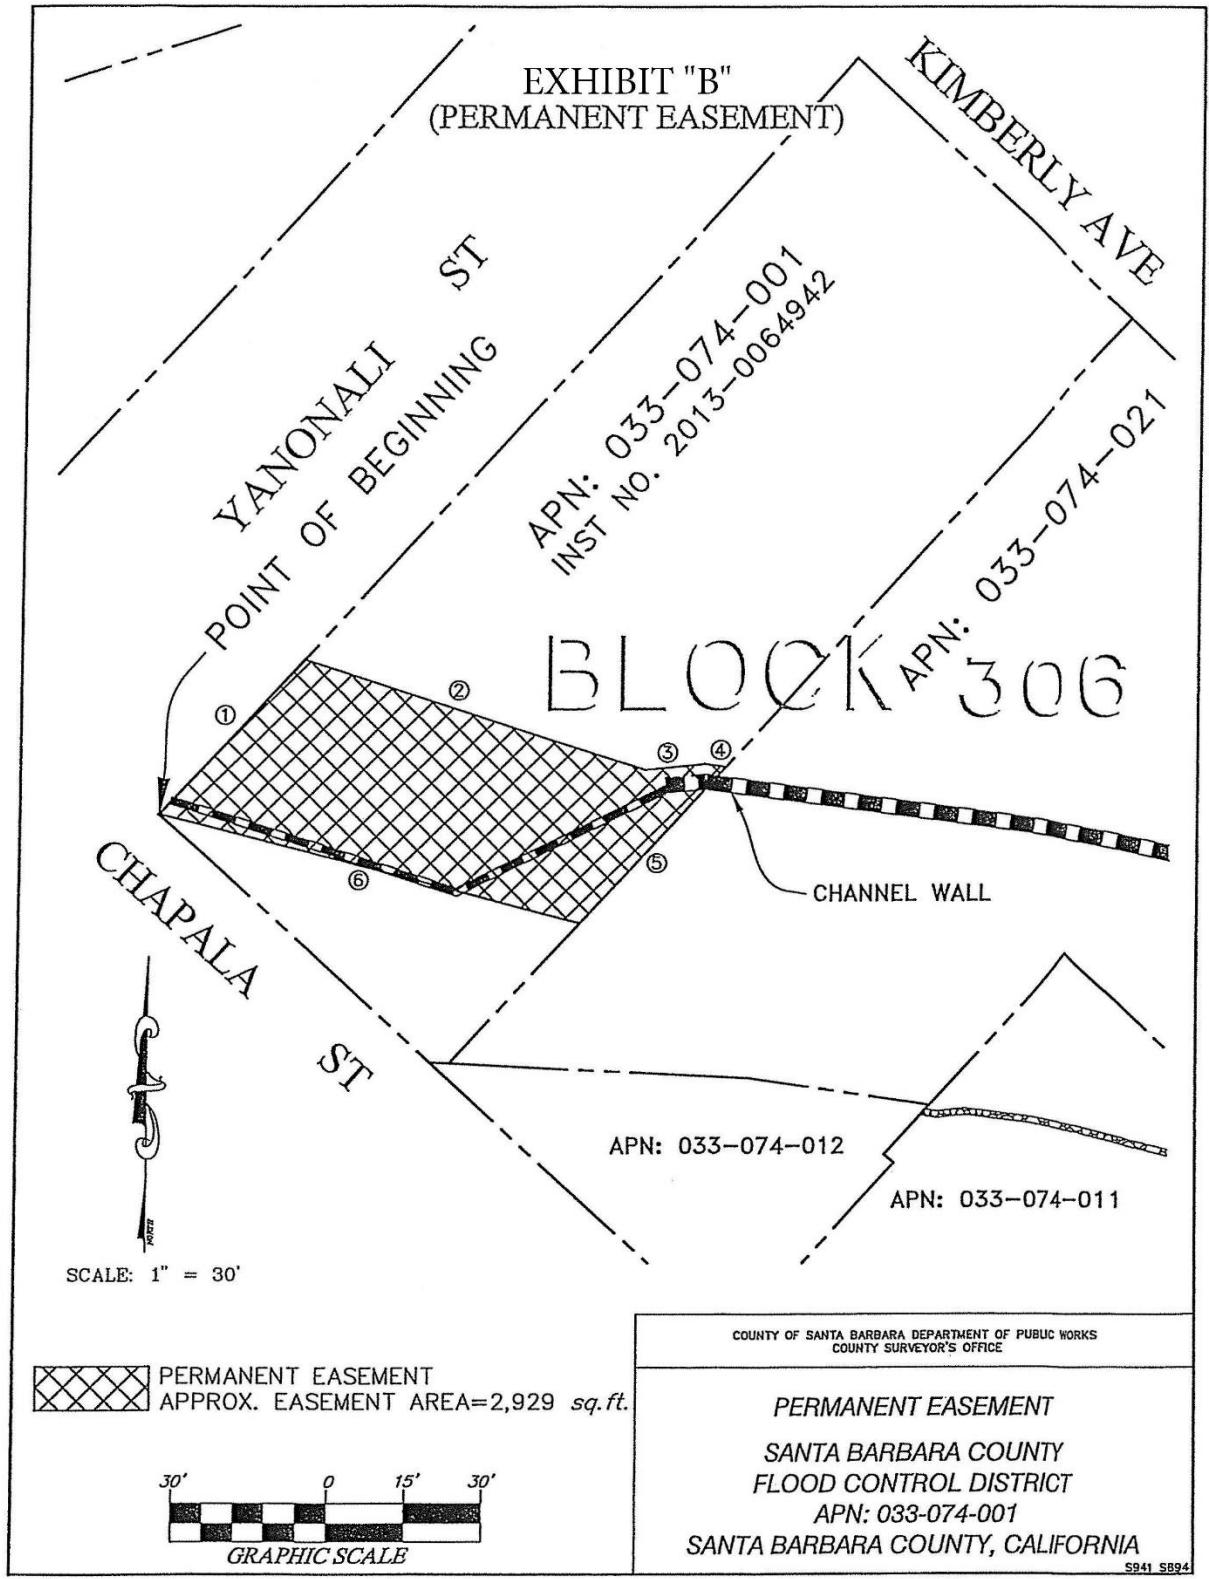 EXHIBIT "B"
(PERMANENT EASEMENT)
KIMBERLY AVE
YANONALI ST
POINT OF BEGINNING
APN: 033-074-001
INST NO. 2013-0064942
APN: 033-074-021
BLOCK 306
①
②
③
④
⑤
⑥
CHANNEL WALL
CHAPALA ST
APN: 033-074-012
APN: 033-074-011
NORTH
SCALE: 1" = 30'
PERMANENT EASEMENT
APPROX. EASEMENT AREA=2,929 sq.ft.
30' 0 15' 30'
GRAPHIC SCALE
COUNTY OF SANTA BARBARA DEPARTMENT OF PUBLIC WORKS
COUNTY SURVEYOR'S OFFICE
PERMANENT EASEMENT
SANTA BARBARA COUNTY
FLOOD CONTROL DISTRICT
APN: 033-074-001
SANTA BARBARA COUNTY, CALIFORNIA
S941 SB94